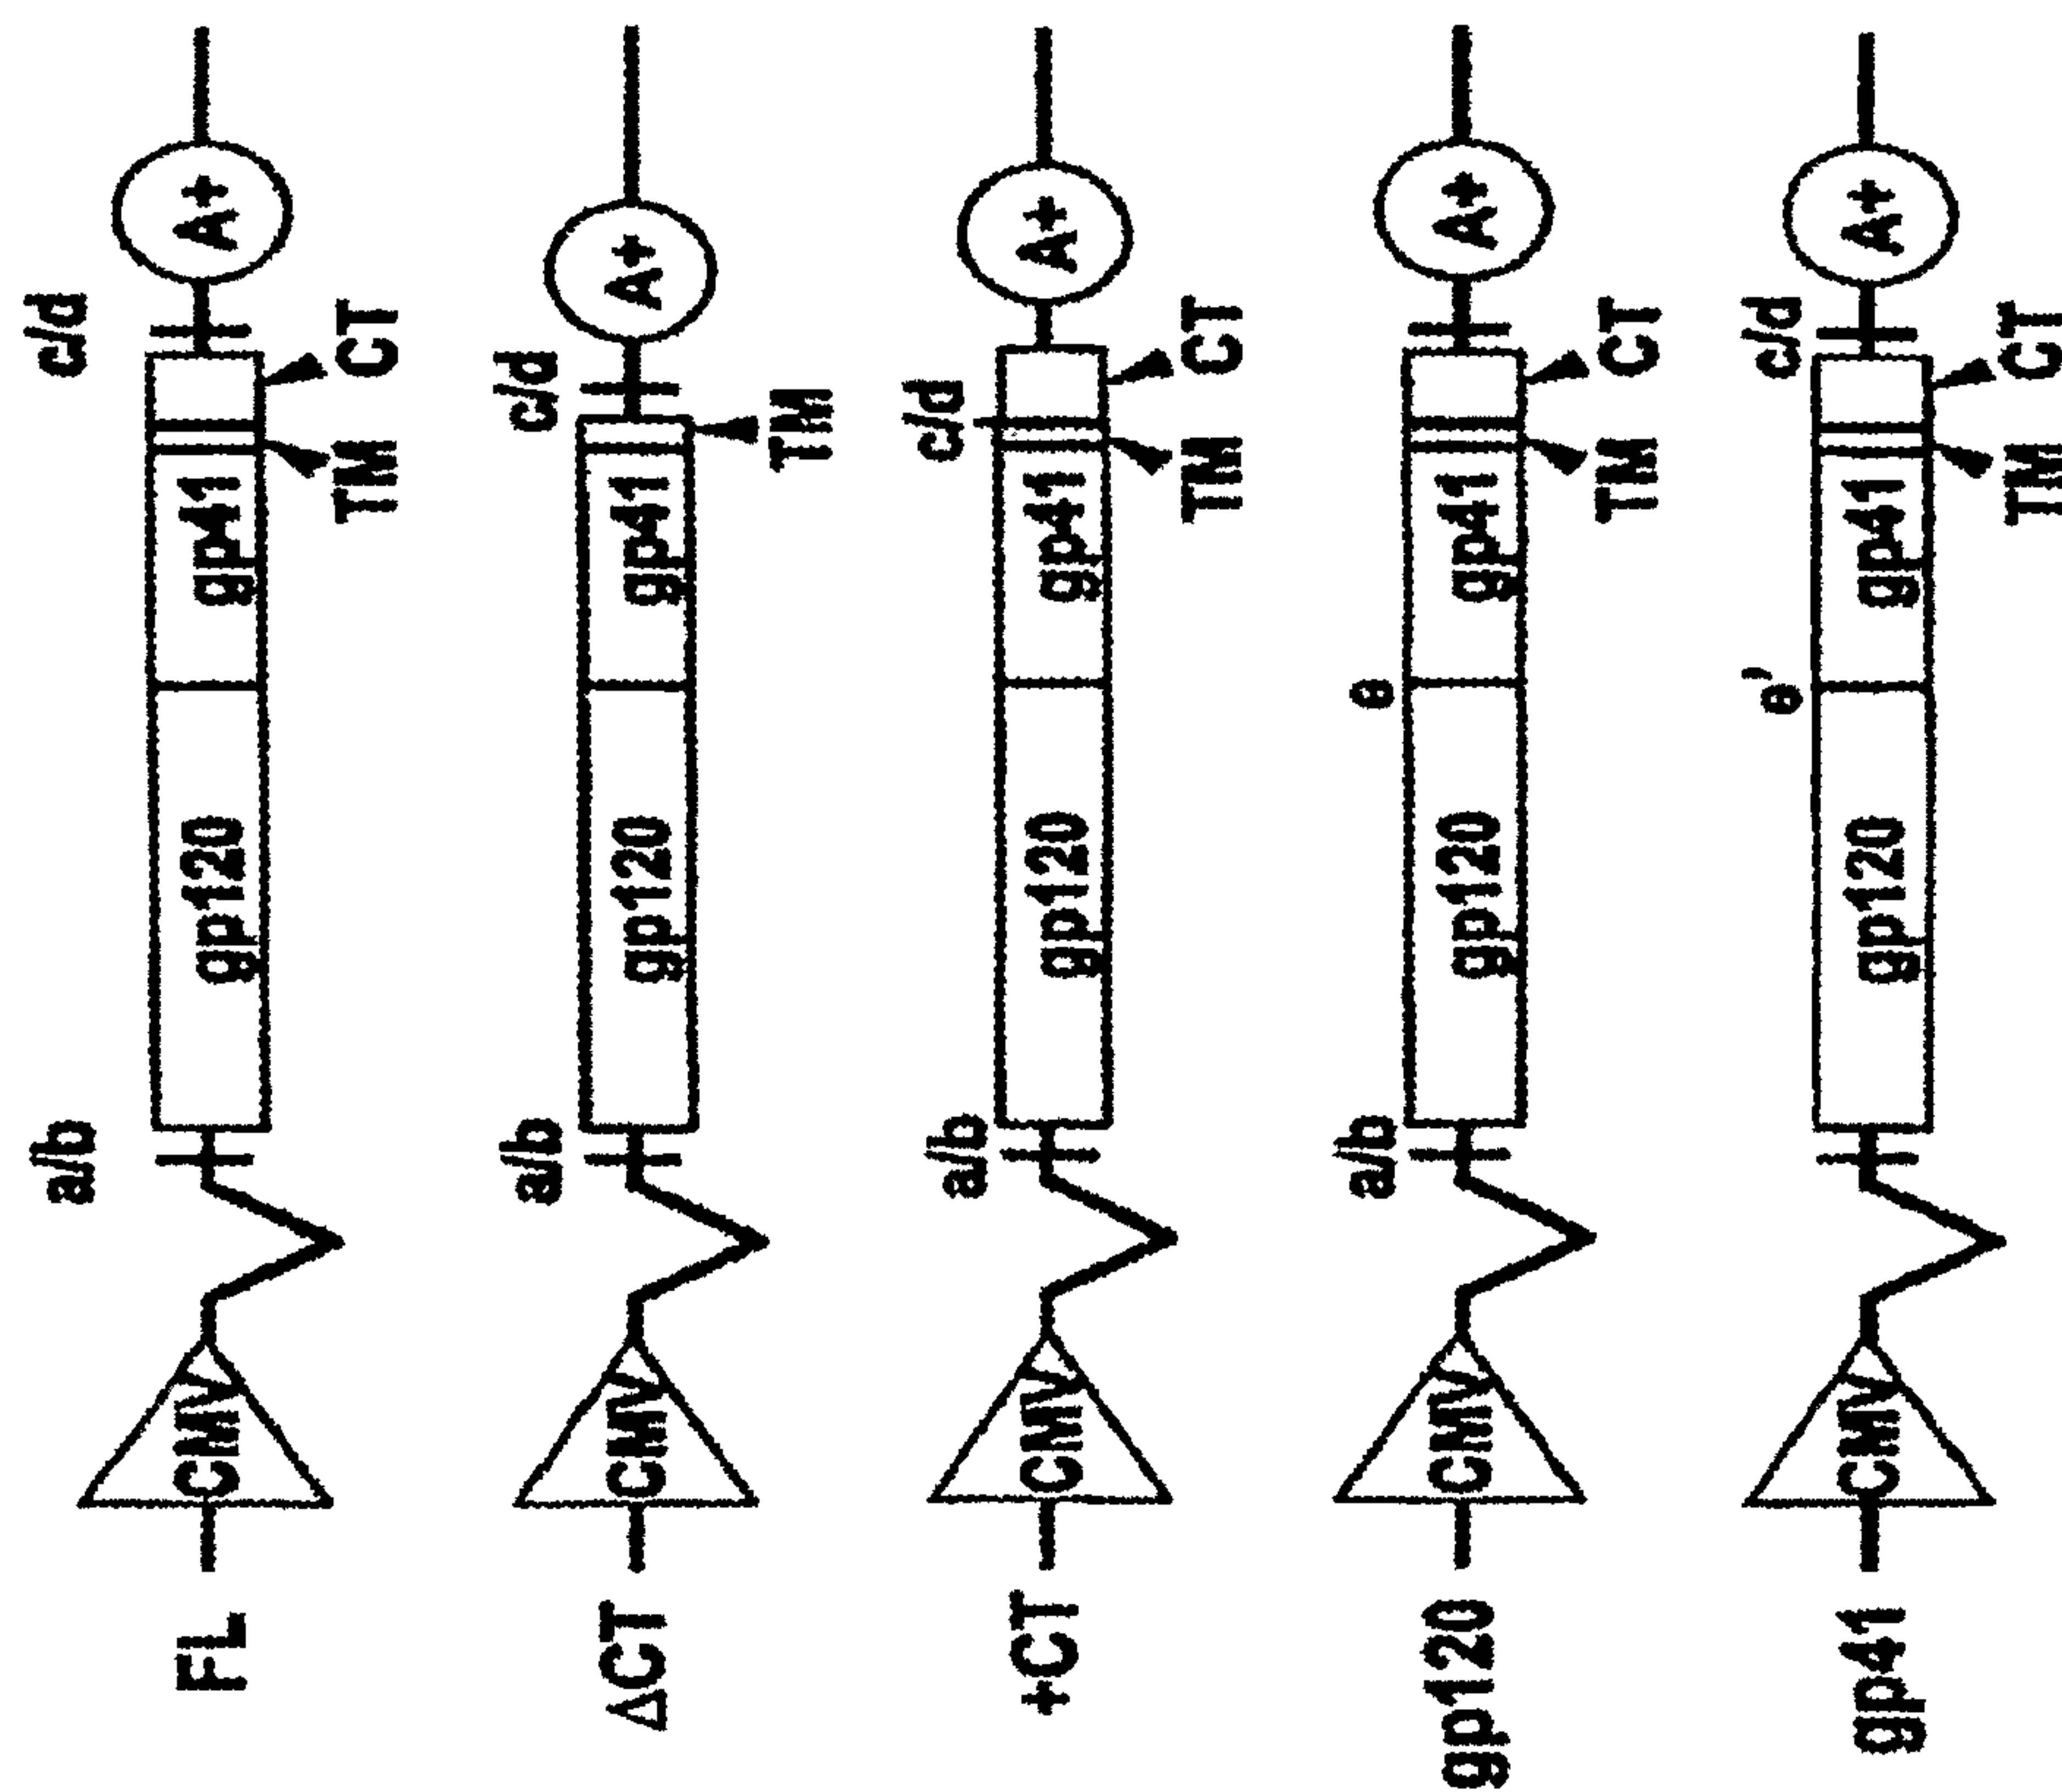 FL
CMV
a/b
gp120
gp41
TM
CT
c/d
A+
ΔCT
CMV
a/b
gp120
gp41
TM
c/d
A+
+CT
CMV
a/b
gp120
gp41
TM
c/d
CT
A+
gp120
CMV
a/b
gp120
e
gp41
TM
CT
A+
gp41
CMV
gp120
e'
gp41
TM
CT
c/d
A+